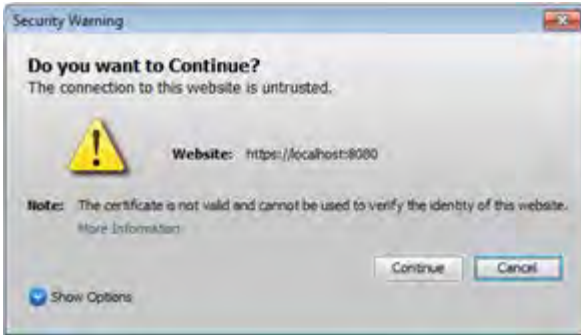 Security Warning
Do you want to Continue?
The connection to this website is untrusted.
Website: https://localhost:8080
Note: The certificate is not valid and cannot be used to verify the identity of this website.
More Information
Continue Cancel
Show Options